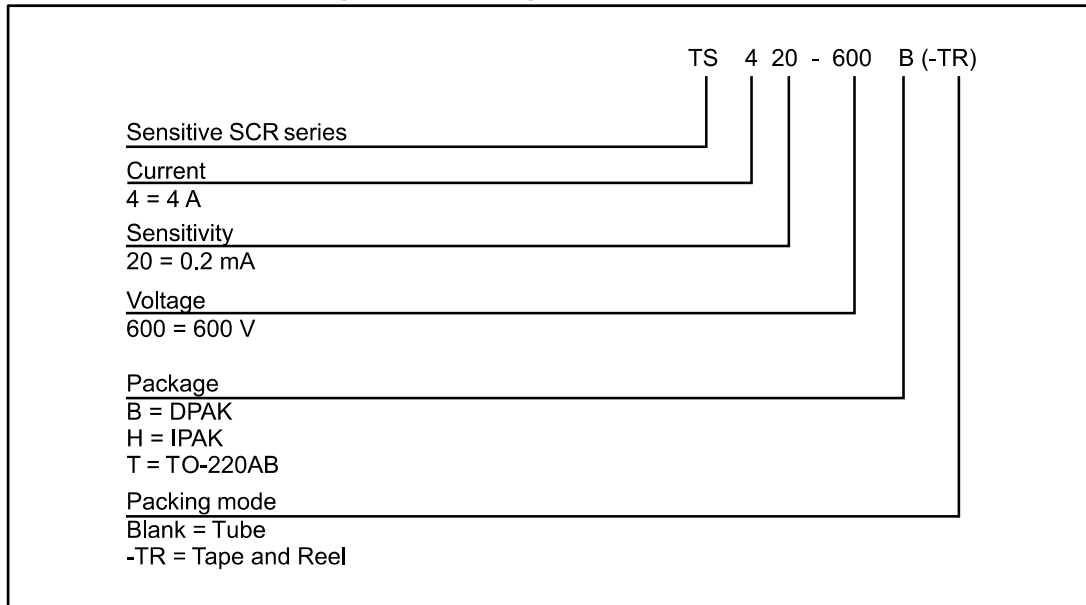 TS 4 20 - 600 B (-TR)
Sensitive SCR series
Current
4 = 4 A
Sensitivity
20 = 0.2 mA
Voltage
600 = 600 V
Package
B = DPAK
H = IPAK
T = TO-220AB
Packing mode
Blank = Tube
-TR = Tape and Reel